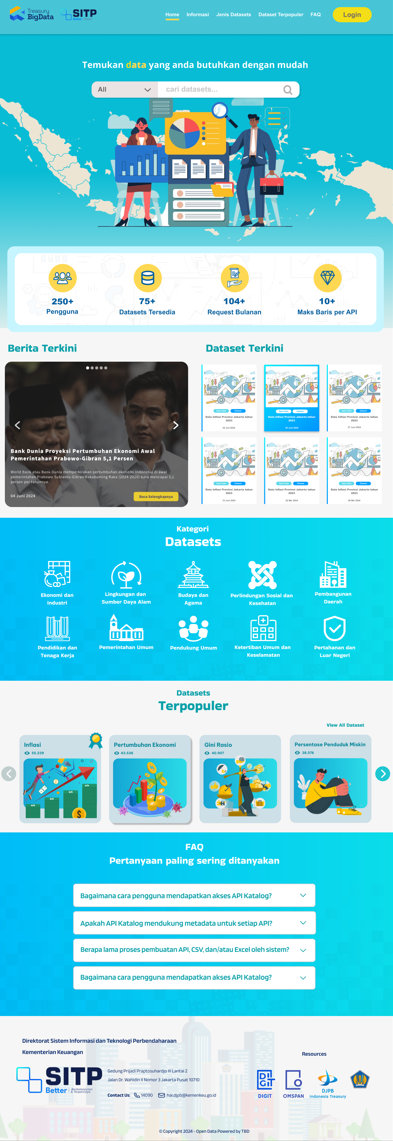 Treasury
BigData
SITP
Home
Informasi
Jenis Datasets
Dataset Terpopuler
FAQ
Login
Temukan data yang anda butuhkan dengan mudah
All
cari datasets...
250+
Pengguna
75+
Datasets Tersedia
104+
Request Bulanan
10+
Maks Baris per API
Berita Terkini
Dataset Terkini
Bank Dunia Proyeksi Pertumbuhan Ekonomi Awal
Pemerintahan Prabowo-Gibran 5,1 Persen
Baca Selengkapnya
Kategori
Datasets
Ekonomi dan
Industri
Lingkungan dan
Sumber Daya Alam
Budaya dan
Agama
Perlindungan Sosial dan
Kesehatan
Pembangunan
Daerah
Pendidikan dan
Tenaga Kerja
Pemerintahan Umum
Pendukung Umum
Ketertiban Umum dan
Keselamatan
Pertahanan dan
Luar Negeri
Datasets
Terpopuler
View All Dataset
Inflasi
Pertumbuhan Ekonomi
Gini Rasio
Persentase Penduduk Miskin
FAQ
Pertanyaan paling sering ditanyakan
Bagaimana cara pengguna mendapatkan akses API Katalog?
Apakah API Katalog mendukung metadata untuk setiap API?
Berapa lama proses pembuatan API, CSV, dan/atau Excel oleh sistem?
Bagaimana cara pengguna mendapatkan akses API Katalog?
Direktorat Sistem Informasi dan Teknologi Perbendaharaan
Kementerian Keuangan
SITP
Better
Gedung Prijadi Praptosuhardjo III Lantai 2
Jalan Dr. Wahidin II Nomor 3 Jakarta Pusat 10710
Contact Us
14090
hai.djpb@kemenkeu.go.id
Resources
DIGIT
OMSPAN
DJPb
Indonesia Treasury
© Copyright 2024 - Open Data Powered by TBD